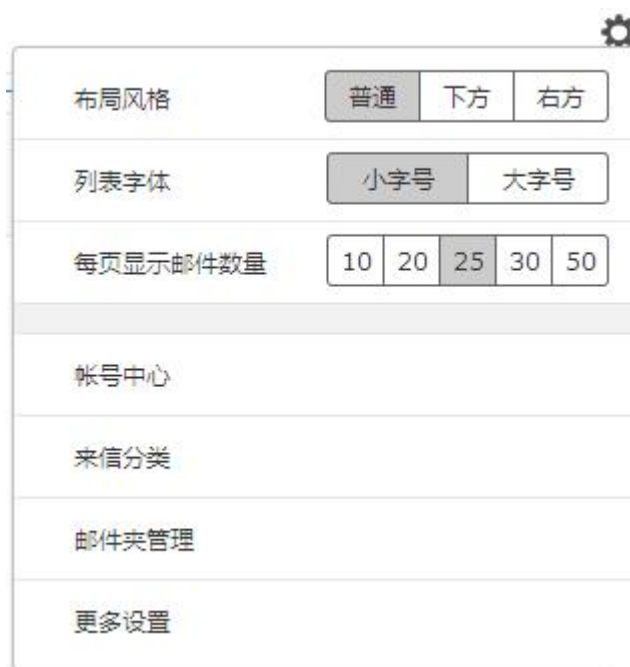 布局风格 普通 下方 右方
列表字体 小字号 大字号
每页显示邮件数量 10 20 25 30 50
帐号中心
来信分类
邮件夹管理
更多设置